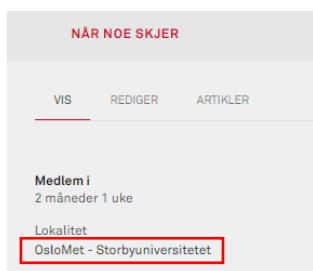 NÅR NOE SKJER
VIS REDIGER ARTIKLER
Medlem i
2 måneder 1 uke
Lokalitet
OsloMet - Storbyuniversitetet